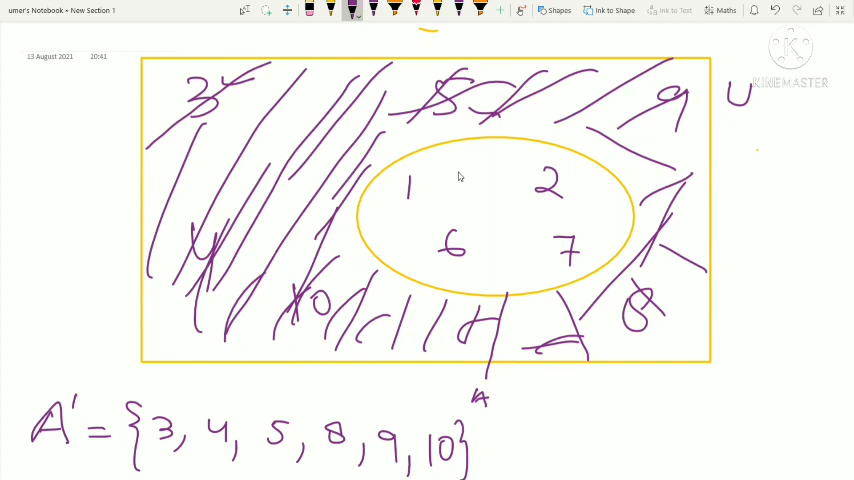 umer's Notebook » New Section 1
Shapes Ink to Shape Ink to Text Maths
13 August 2021 20:41
K
KINEMASTER
3 5 9 U
1 2
4 6 7
10 8
A
A' = {3, 4, 5, 8, 9, 10}